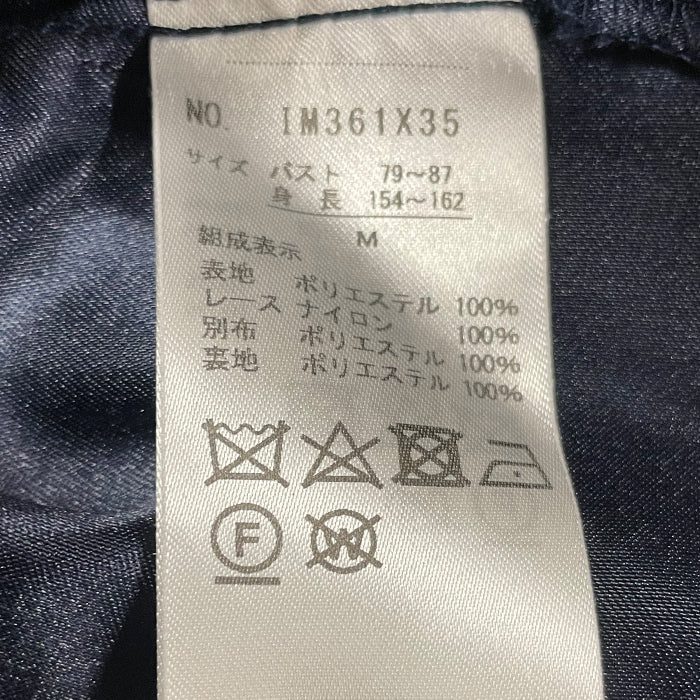 NO. IM361X35
サイズ バスト 79~87
身長 154~162
M
組成表示
表地 ポリエステル 100%
レース ナイロン 100%
別布 ポリエステル 100%
裏地 ポリエステル 100%
F W